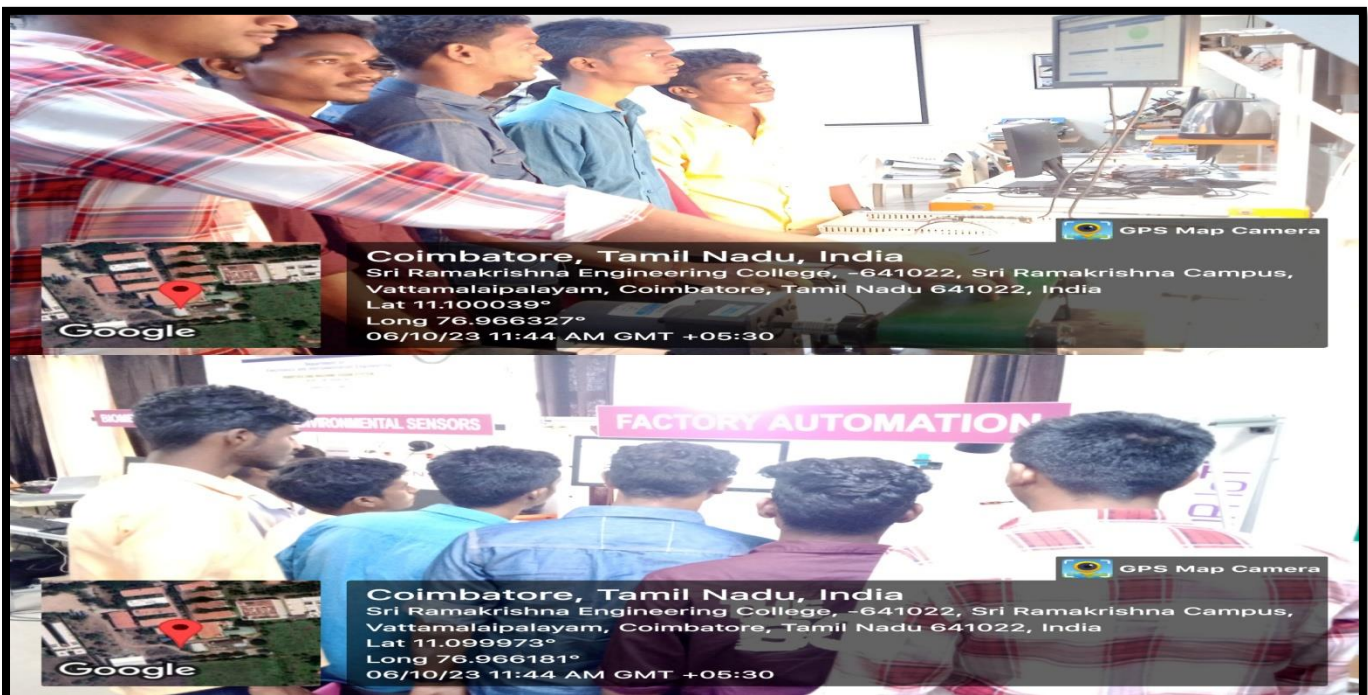 GPS Map Camera
Coimbatore, Tamil Nadu, India
Sri Ramakrishna Engineering College, -641022, Sri Ramakrishna Campus,
Vattamalaipalayam, Coimbatore, Tamil Nadu 641022, India
Lat 11.100039°
Long 76.966327°
06/10/23 11:44 AM GMT +05:30
Google
ENVIRONMENTAL SENSORS
FACTORY AUTOMATION
GPS Map Camera
Coimbatore, Tamil Nadu, India
Sri Ramakrishna Engineering College, -641022, Sri Ramakrishna Campus,
Vattamalaipalayam, Coimbatore, Tamil Nadu 641022, India
Lat 11.099973°
Long 76.966181°
06/10/23 11:44 AM GMT +05:30
Google